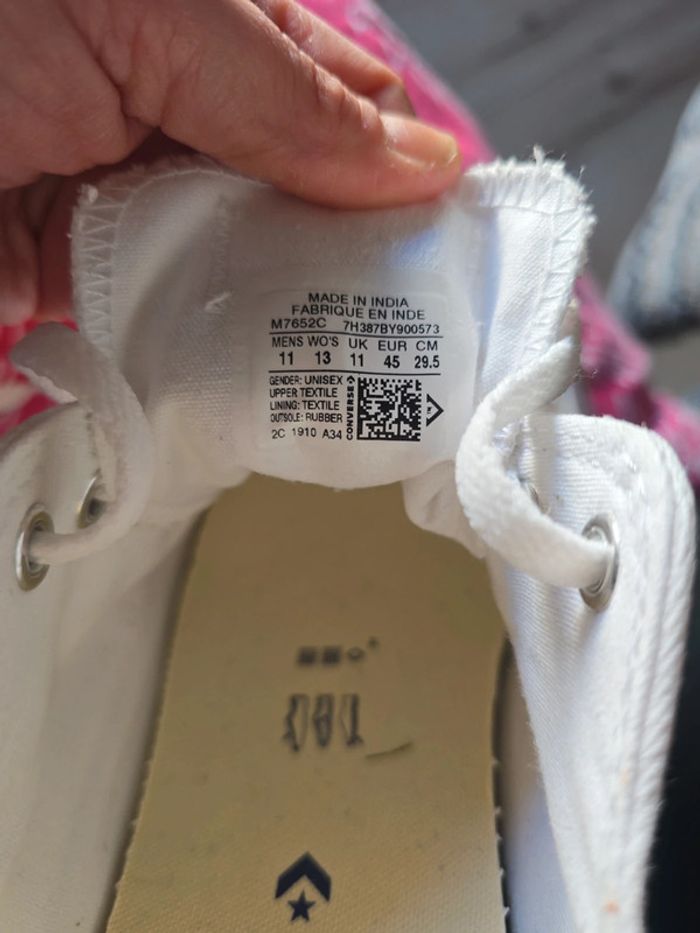 MADE IN INDIA
FABRIQUE EN INDE
M7652C 7H387BY900573
MENS WO'S UK EUR CM
11 13 11 45 29.5
GENDER: UNISEX
UPPER TEXTILE
LINING: TEXTILE
OUTSOLE: RUBBER
2C 1910 A34
CONVERSE